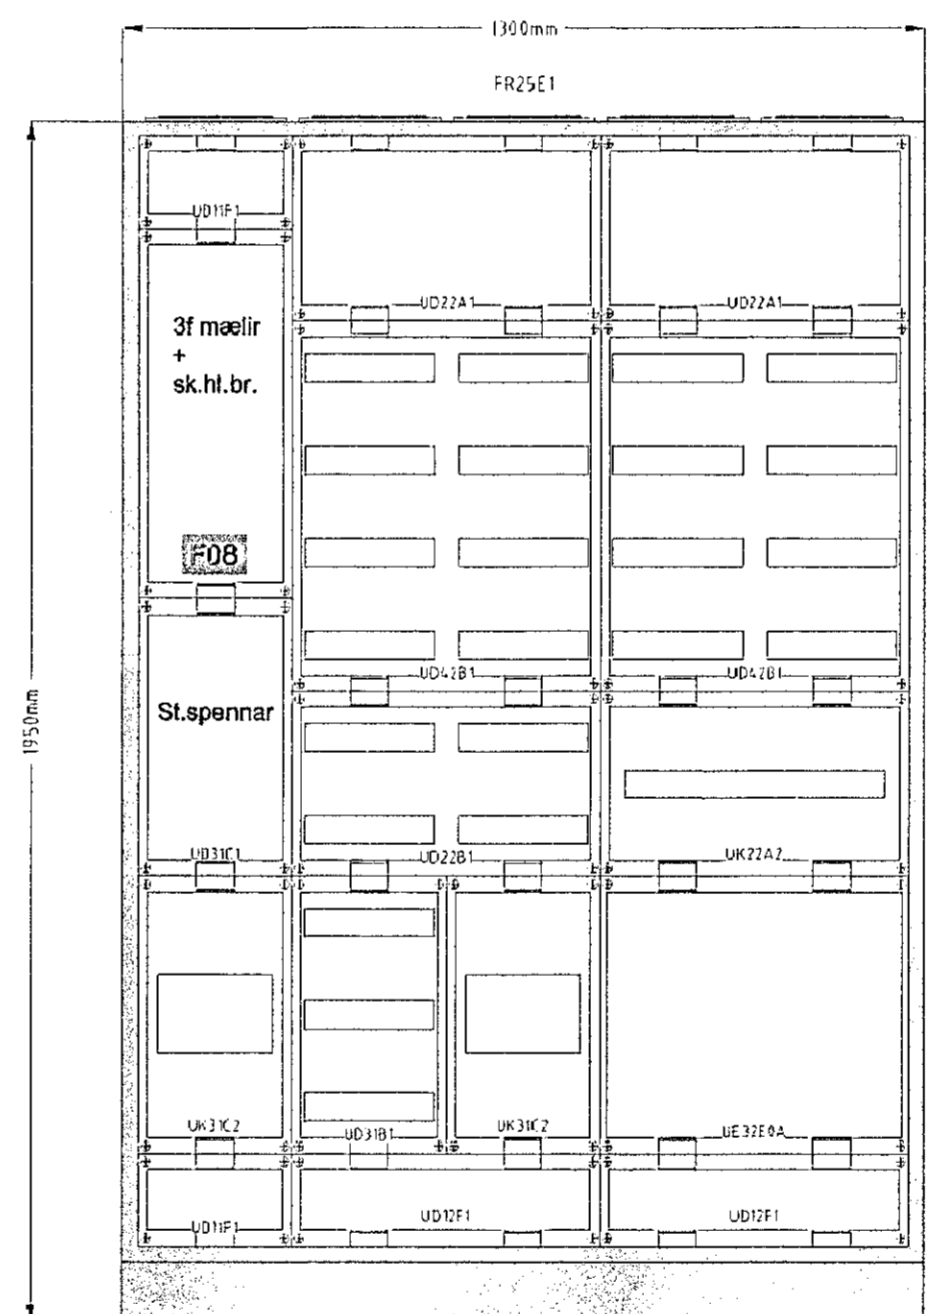 1300mm
FR25E1
UD11F1
UD22A1
UD22A1
3f mælir
+
sk.hl.br.
F08
UD42B1
UD42B1
1950mm
St.spennar
UD31C1
UD22B1
UK22A2
UK31C2
UD31B1
UK31C2
UE32E0A
UD11F1
UD12F1
UD12F1